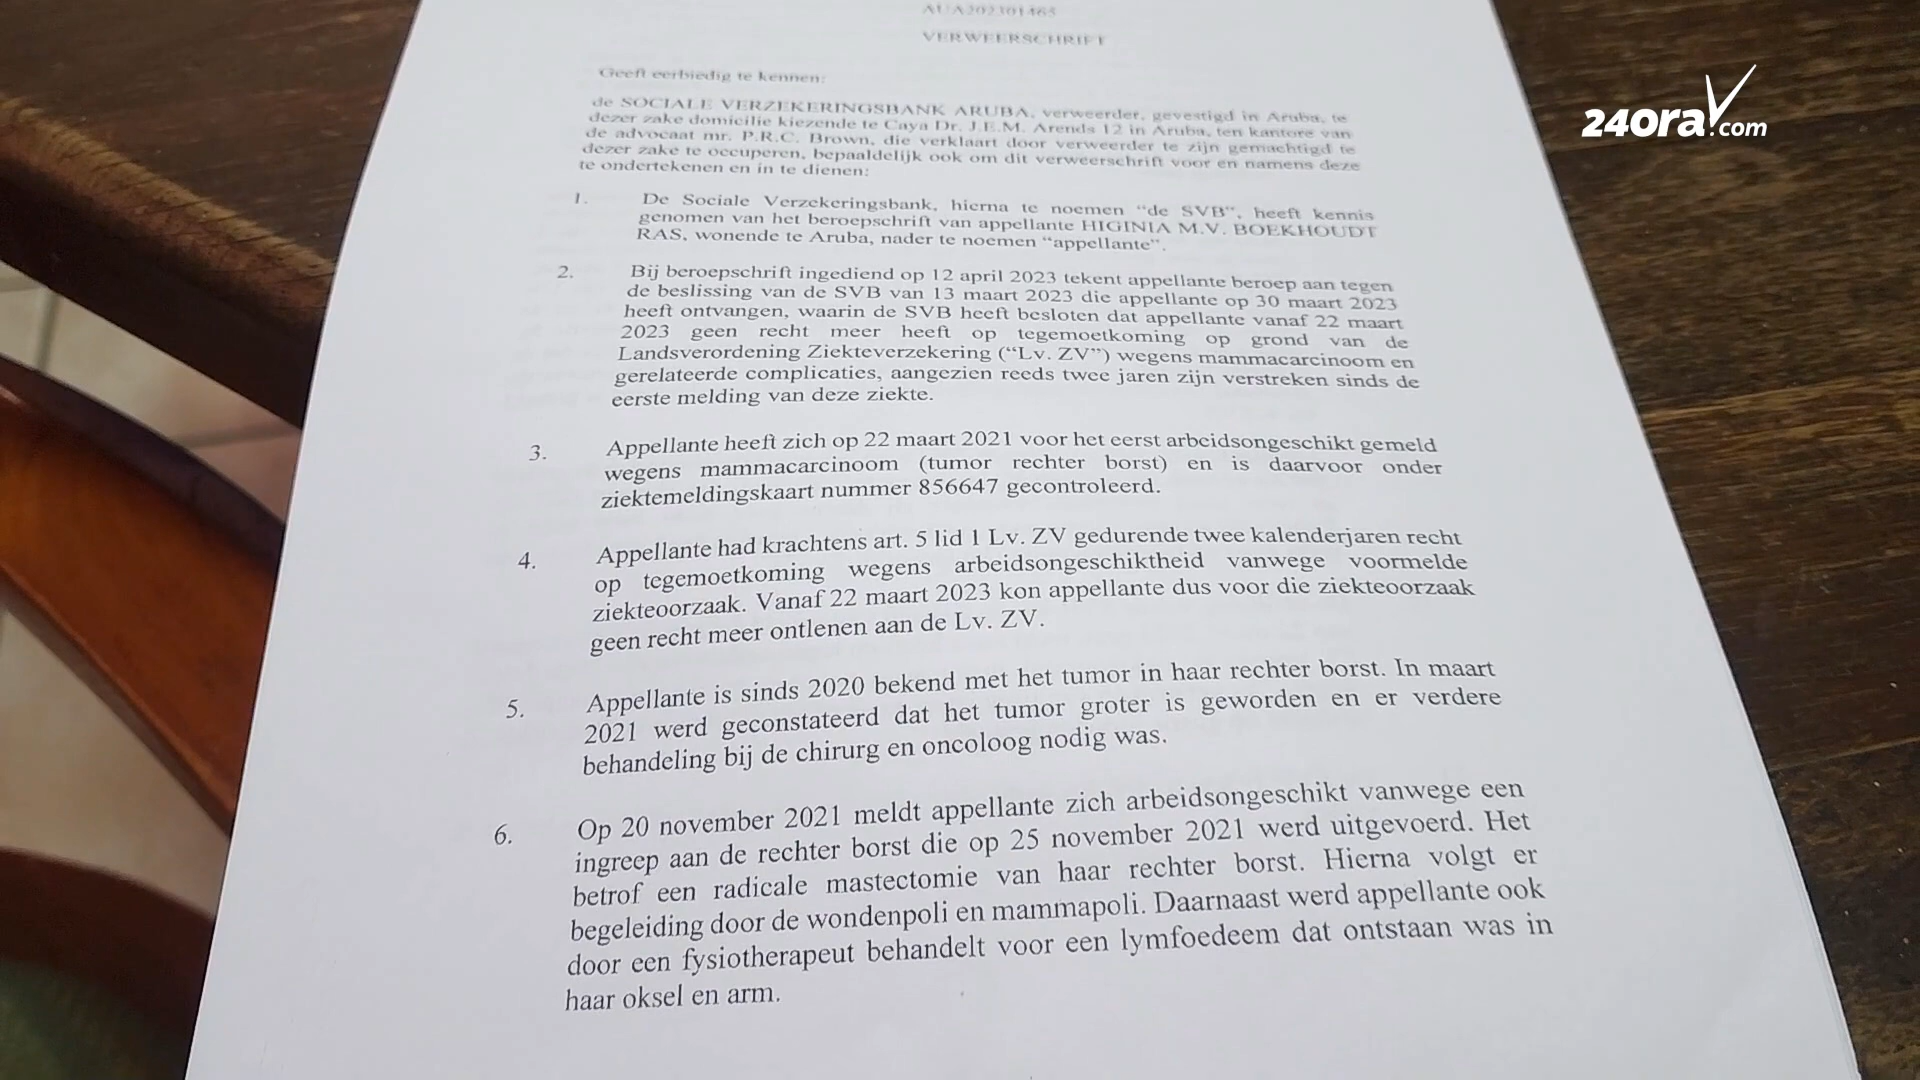 AUA202301465
VERWEERSCHRIFT
Geeft eerbiedig te kennen:
de SOCIALE VERZEKERINGSBANK ARUBA, verweerder, gevestigd in Aruba, te
dezer zake domicilie kiezende te Caya Dr. J.E.M. Arends 12 in Aruba, ten kantore van
de advocaat mr. P.R.C. Brown, die verklaart door verweerder te zijn gemachtigd te
dezer zake te occuperen, bepaaldelijk ook om dit verweerschrift voor en namens deze
te ondertekenen en in te dienen:
1. De Sociale Verzekeringsbank, hierna te noemen “de SVB”, heeft kennis
genomen van het beroepschrift van appellante HIGINIA M.V. BOEKHOUDT
RAS, wonende te Aruba, nader te noemen “appellante”.
2. Bij beroepschrift ingediend op 12 april 2023 tekent appellante beroep aan tegen
de beslissing van de SVB van 13 maart 2023 die appellante op 30 maart 2023
heeft ontvangen, waarin de SVB heeft besloten dat appellante vanaf 22 maart
2023 geen recht meer heeft op tegemoetkoming op grond van de
Landsverordening Ziekteverzekering (“Lv. ZV”) wegens mammacarcinoom en
gerelateerde complicaties, aangezien reeds twee jaren zijn verstreken sinds de
eerste melding van deze ziekte.
3. Appellante heeft zich op 22 maart 2021 voor het eerst arbeidsongeschikt gemeld
wegens mammacarcinoom (tumor rechter borst) en is daarvoor onder
ziektemeldingskaart nummer 856647 gecontroleerd.
4. Appellante had krachtens art. 5 lid 1 Lv. ZV gedurende twee kalenderjaren recht
op tegemoetkoming wegens arbeidsongeschiktheid vanwege voormelde
ziekteoorzaak. Vanaf 22 maart 2023 kon appellante dus voor die ziekteoorzaak
geen recht meer ontlenen aan de Lv. ZV.
5. Appellante is sinds 2020 bekend met het tumor in haar rechter borst. In maart
2021 werd geconstateerd dat het tumor groter is geworden en er verdere
behandeling bij de chirurg en oncoloog nodig was.
6. Op 20 november 2021 meldt appellante zich arbeidsongeschikt vanwege een
ingreep aan de rechter borst die op 25 november 2021 werd uitgevoerd. Het
betrof een radicale mastectomie van haar rechter borst. Hierna volgt er
begeleiding door de wondenpoli en mammapoli. Daarnaast werd appellante ook
door een fysiotherapeut behandelt voor een lymfoedeem dat ontstaan was in
haar oksel en arm.
24ora.com